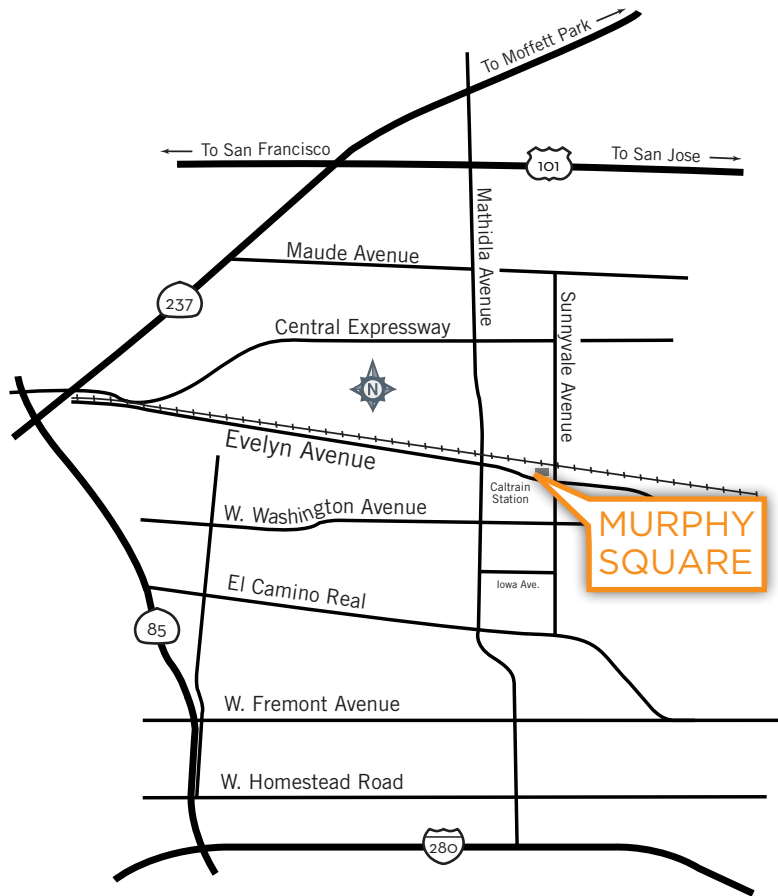 To Moffett Park
To San Francisco
101
To San Jose
Mathidla Avenue
Maude Avenue
237
Sunnyvale Avenue
Central Expressway
N
Evelyn Avenue
Caltrain
Station
W. Washington Avenue
MURPHY
SQUARE
Iowa Ave.
El Camino Real
85
W. Fremont Avenue
W. Homestead Road
280